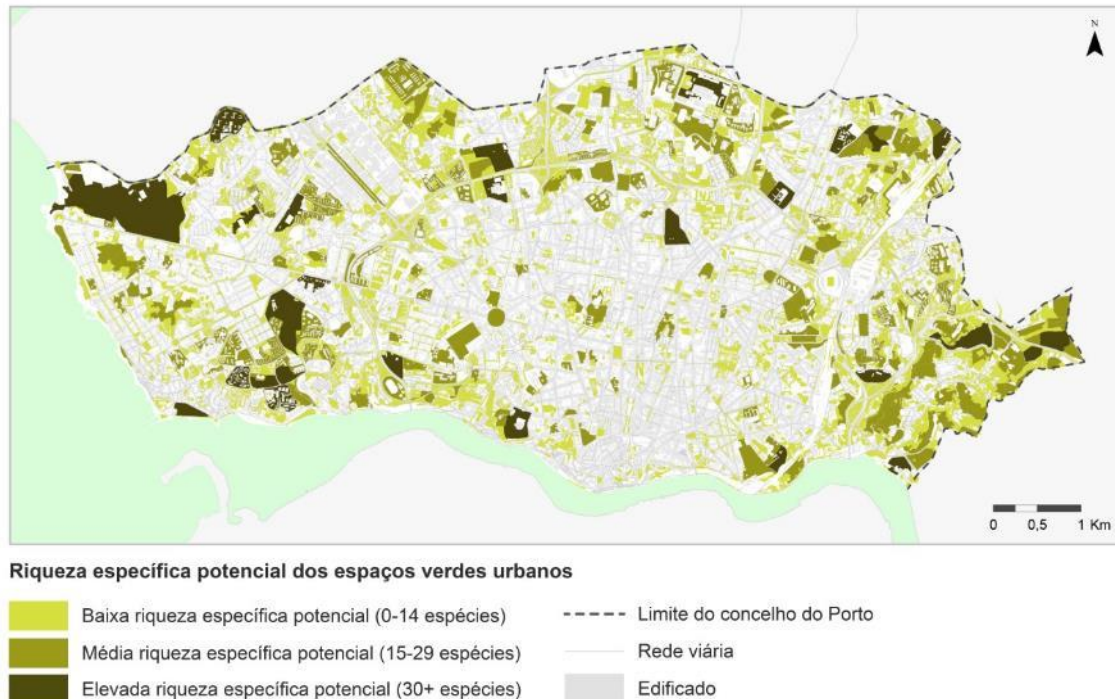 N
0 0,5 1 Km
Riqueza específica potencial dos espaços verdes urbanos
Baixa riqueza específica potencial (0-14 espécies)
Média riqueza específica potencial (15-29 espécies)
Elevada riqueza específica potencial (30+ espécies)
Limite do concelho do Porto
Rede viária
Edificado